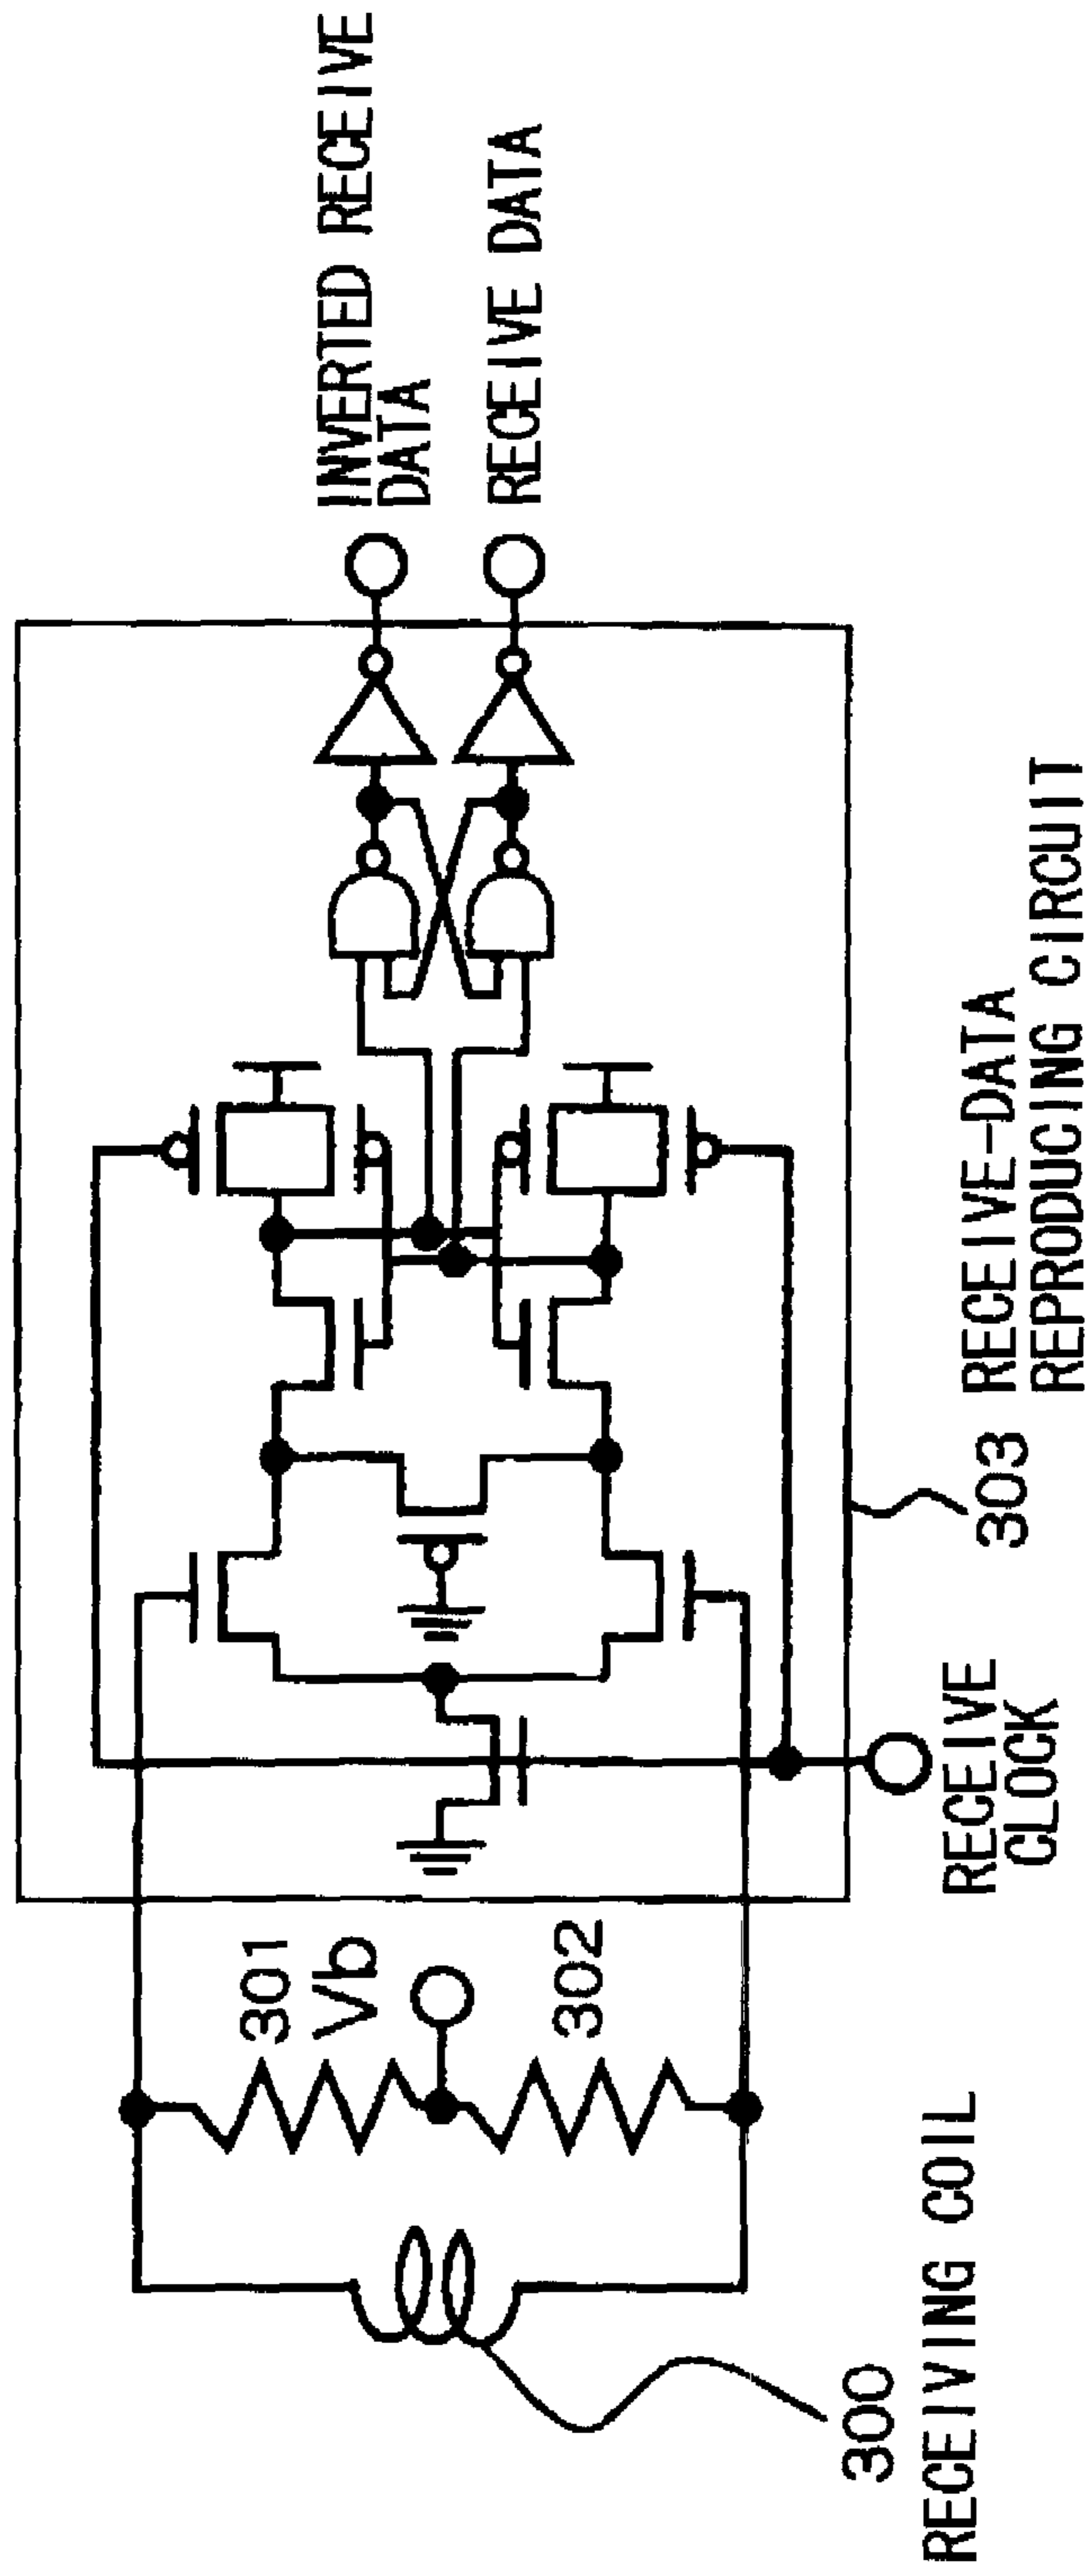 INVERTED RECEIVE
DATA
RECEIVE DATA
301
Vb
302
300
RECEIVING COIL
RECEIVE
CLOCK
303
RECEIVE-DATA
REPRODUCING CIRCUIT